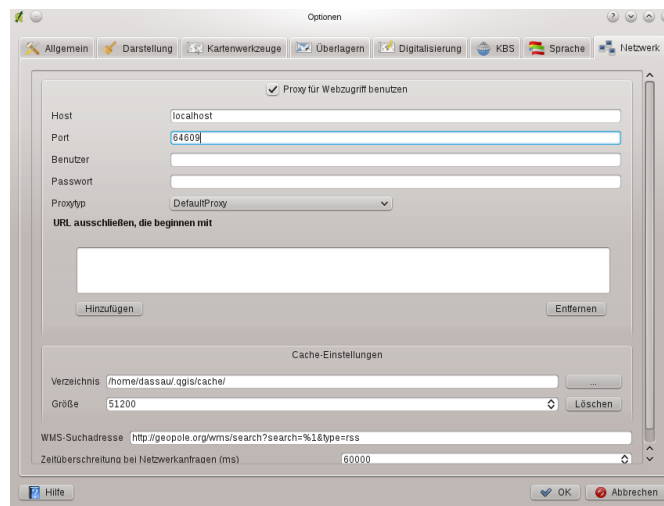 Optionen
Allgemein Darstellung Kartenwerkzeuge Überlagern Digitalisierung KBS Sprache Netzwerk
Proxy für Webzugriff benutzen
Host localhost
Port 64609
Benutzer
Passwort
Proxytyp DefaultProxy
URL ausschließen, die beginnen mit
Hinzufügen Entfernen
Cache-Einstellungen
Verzeichnis /home/dassau/.qgis/cache/ ...
Größe 51200 Löschen
WMS-Suchadresse http://geopole.org/wms/search?search=%1&type=rss
Zeitüberschreitung bei Netzwerkanfragen (ms) 60000
Hilfe OK Abbrechen